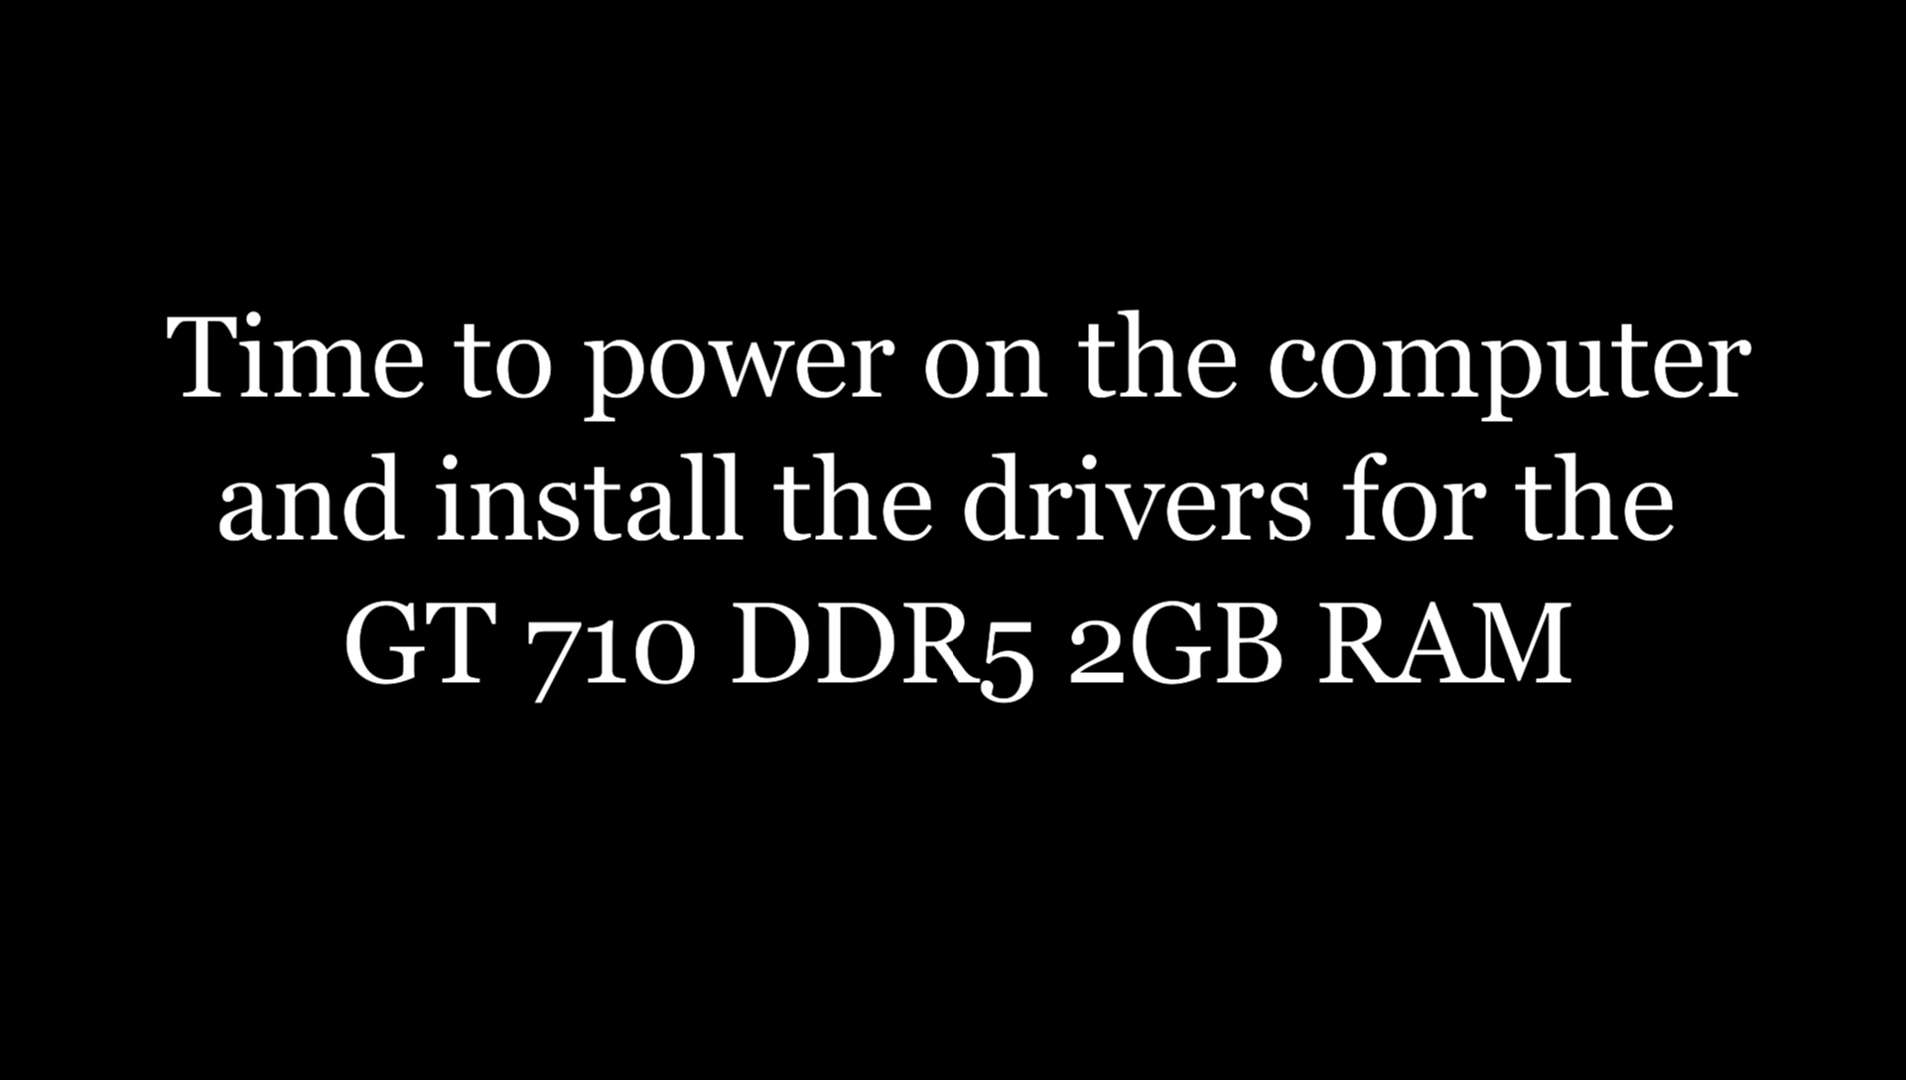 Time to power on the computer
and install the drivers for the
GT 710 DDR5 2GB RAM